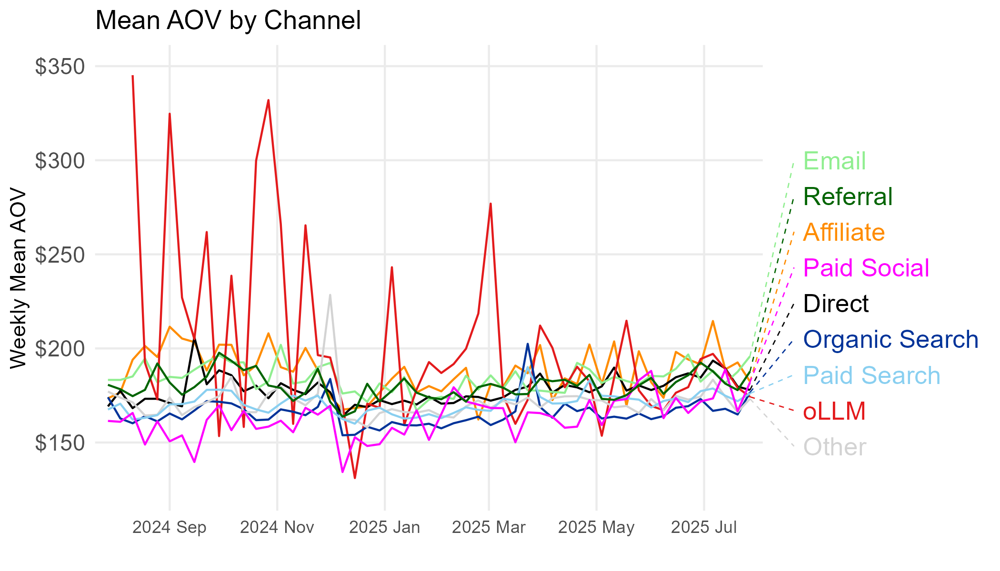 Mean AOV by Channel
Weekly Mean AOV
$350
$300
$250
$200
$150
2024 Sep
2024 Nov
2025 Jan
2025 Mar
2025 May
2025 Jul
Email
Referral
Affiliate
Paid Social
Direct
Organic Search
Paid Search
oLLM
Other